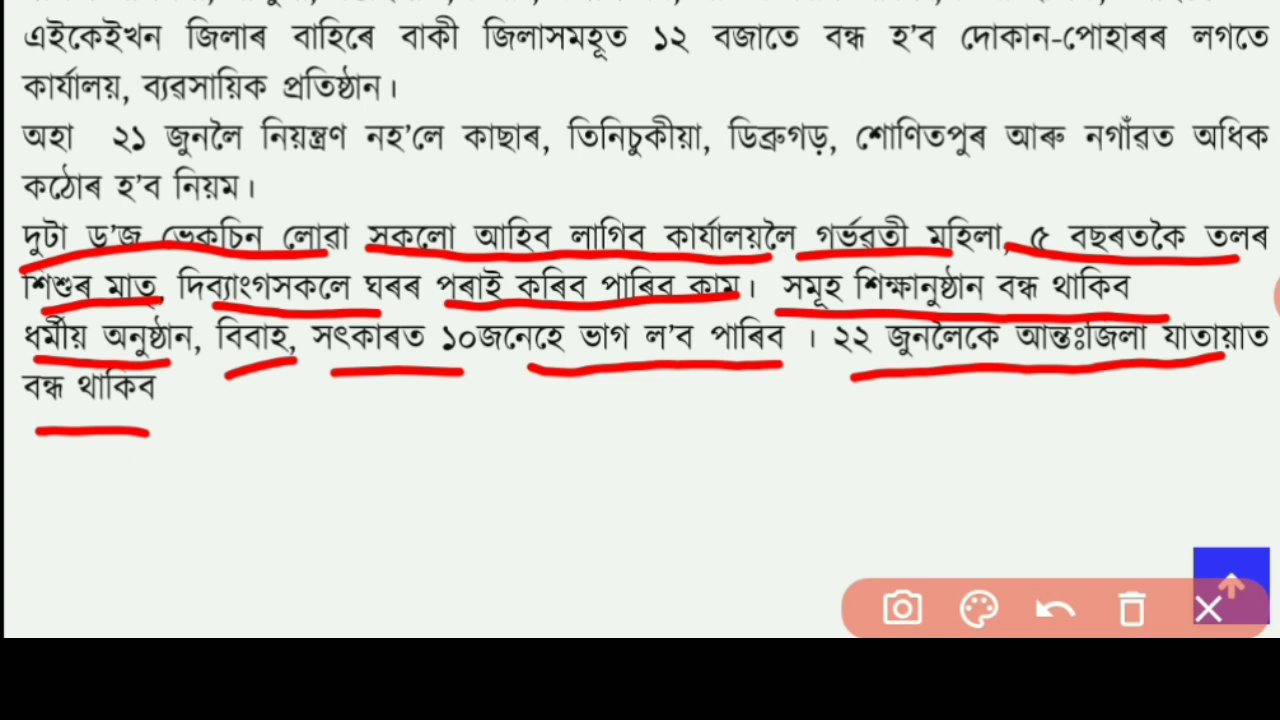 এইকেইখন জিলাৰ বাহিৰে বাকী জিলাসমহূত ১২ বজাতে বন্ধ হ’ব দোকান-পোহাৰৰ লগতে
কাৰ্যালয়, ব্যৱসায়িক প্ৰতিষ্ঠান।
অহা ২১ জুনলৈ নিয়ন্ত্ৰণ নহ’লে কাছাৰ, তিনিচুকীয়া, ডিব্ৰুগড়, শোণিতপুৰ আৰু নগাঁৱত অধিক
কঠোৰ হ’ব নিয়ম।
দুটা ড’জ ভেকচিন লোৱা সকলো আহিব লাগিব কাৰ্যালয়লৈ গৰ্ভৱতী মহিলা, ৫ বছৰতকৈ তলৰ
শিশুৰ মাতৃ, দিব্যাংগসকলে ঘৰৰ পৰাই কৰিব পাৰিব কাম। সমূহ শিক্ষানুষ্ঠান বন্ধ থাকিব
ধৰ্মীয় অনুষ্ঠান, বিবাহ, সৎকাৰত ১০জনেহে ভাগ ল’ব পাৰিব । ২২ জুনলৈকে আন্তঃজিলা যাতায়াত
বন্ধ থাকিব